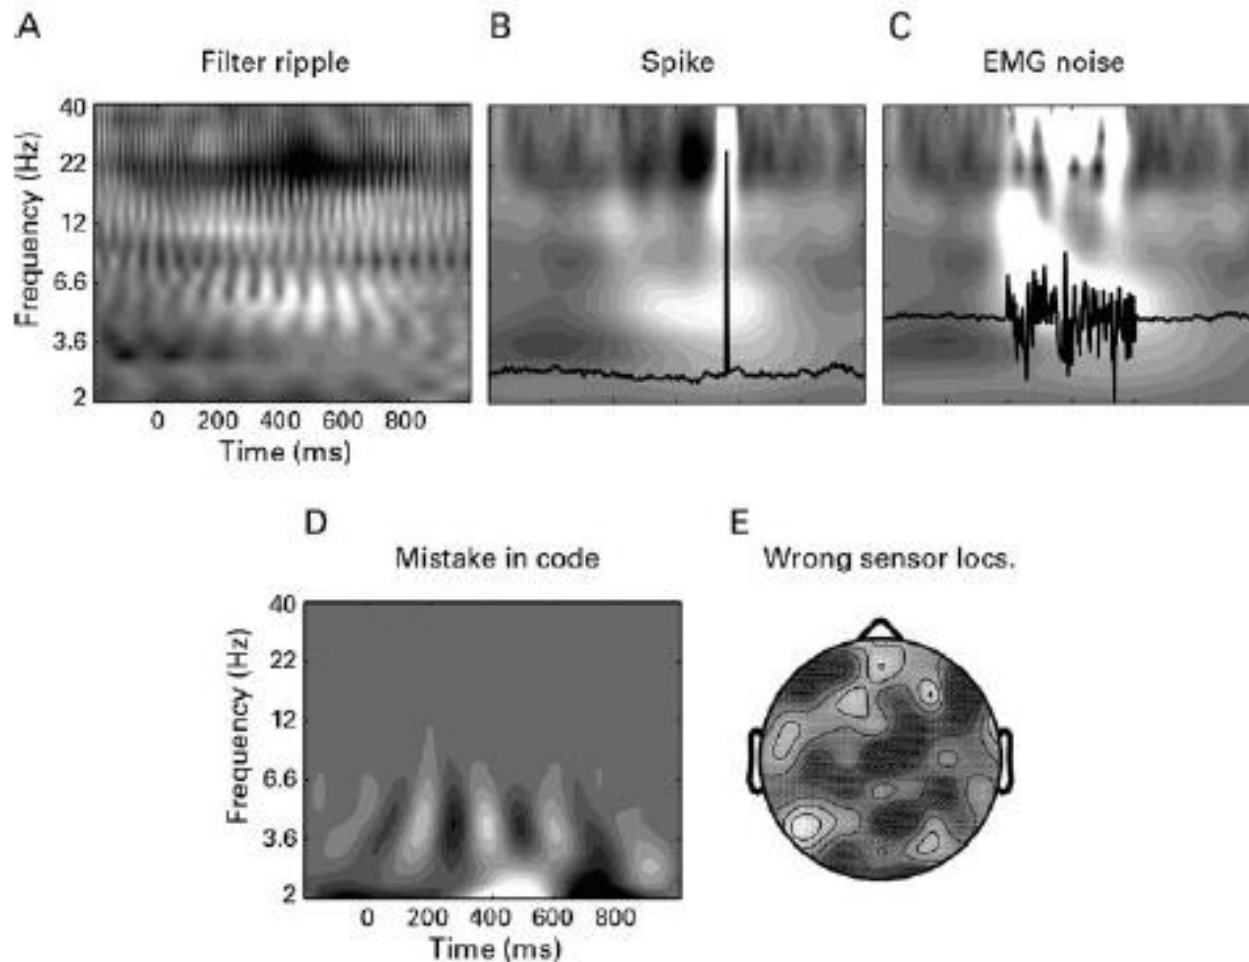 A
Filter ripple
B
Spike
C
EMG noise
Frequency (Hz)
40
22
12
6.6
3.6
2
0 200 400 600 800
Time (ms)
D
Mistake in code
E
Wrong sensor locs.
Frequency (Hz)
40
22
12
6.6
3.6
2
0 200 400 600 800
Time (ms)